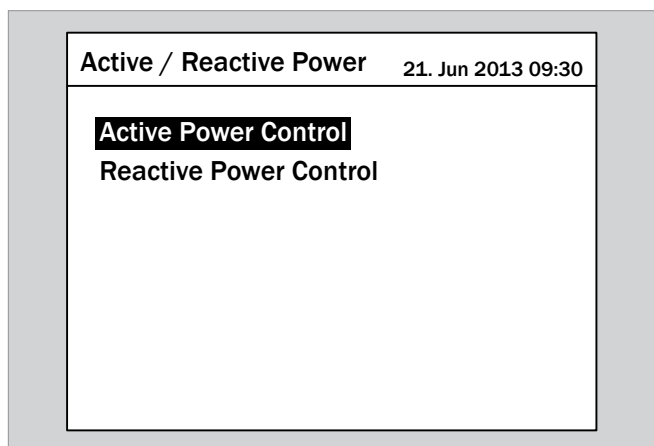 Active / Reactive Power 21. Jun 2013 09:30
Active Power Control
Reactive Power Control